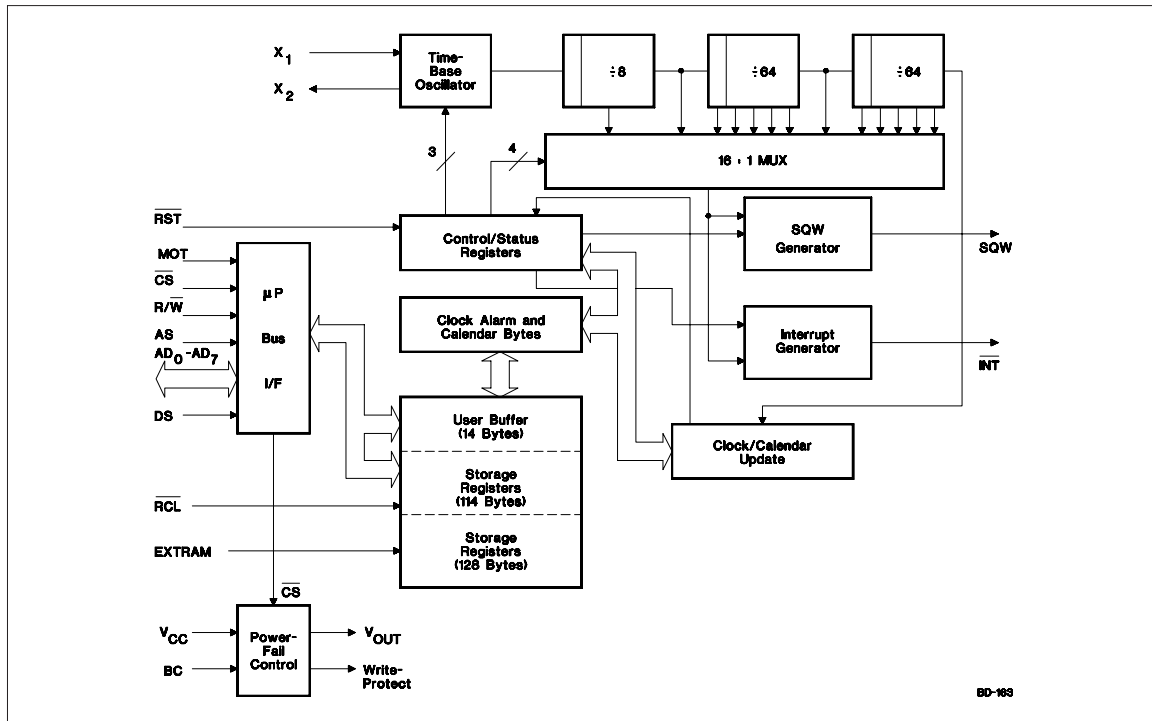 X1
X2
Time-
Base
Oscillator
÷8
÷64
÷64
3
4
16 : 1 MUX
RST
Control/Status
Registers
SQW
Generator
SQW
MOT
CS
R/W
AS
AD0-AD7
DS
µP
Bus
I/F
Clock Alarm and
Calendar Bytes
Interrupt
Generator
INT
User Buffer
(14 Bytes)
Storage
Registers
(114 Bytes)
Storage
Registers
(128 Bytes)
Clock/Calendar
Update
RCL
EXTRAM
CS
VCC
BC
Power-
Fail
Control
VOUT
Write-
Protect
BD-163